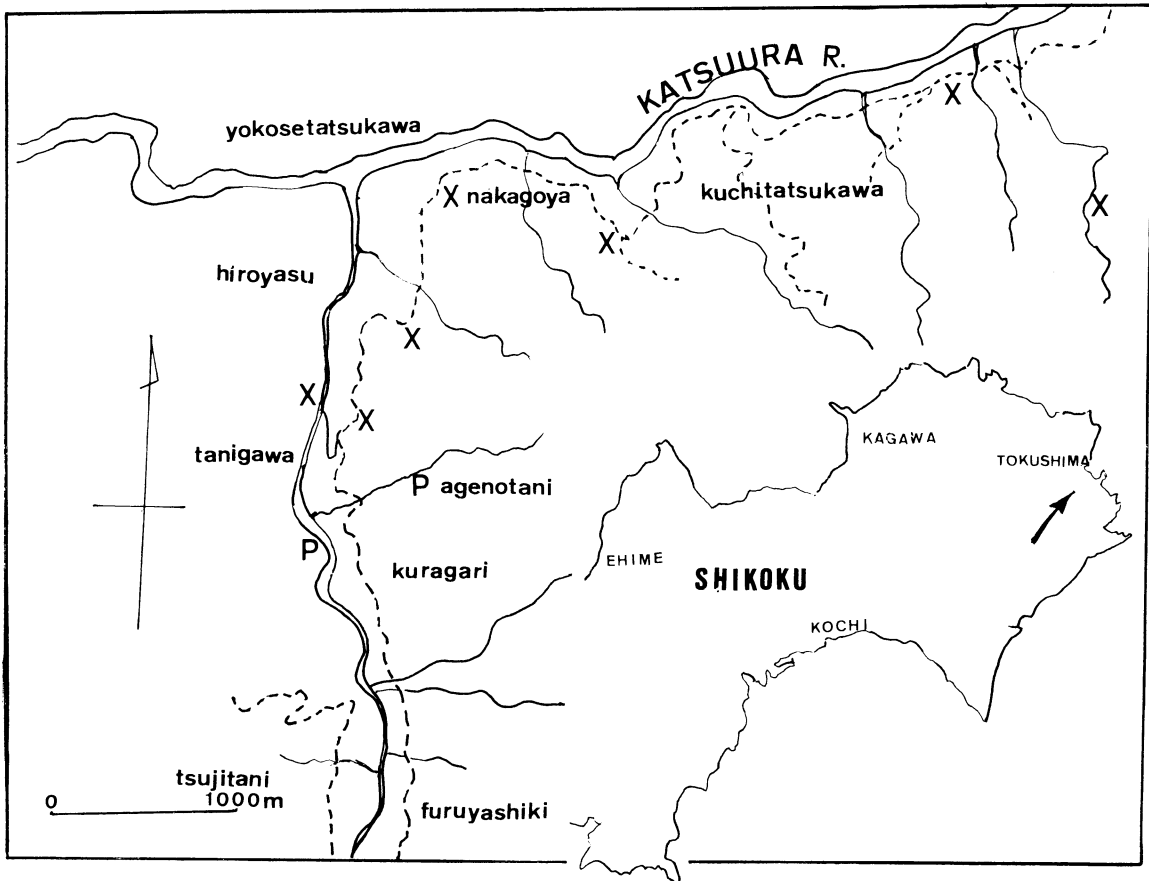 KATSUURA R.
yokosetatsukawa
X
X nakagoya
kuchitatsukawa
X
X
hiroyasu
X
X
X
tanigawa
KAGAWA
TOKUSHIMA
P agenotani
P
kuragari
EHIME
SHIKOKU
KOCHI
tsujitani
0 1000m
furuyashiki